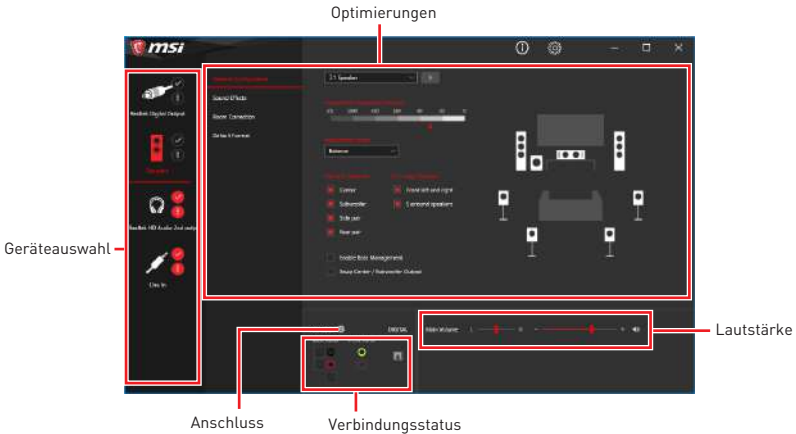 Optimierungen
msi
Realtek Digital Output
Speakers
Realtek HD Audio 2nd output
Line In
Sound Effects
Room Correction
Default Format
7.1 Speaker
Balance
Center
Subwoofer
Side pair
Rear pair
Front left and right
Surround speakers
Enable Bass Management
Swap Center / Subwoofer Output
DIGITAL
Main Volume
L
R
-
+
Geräteauswahl
Lautstärke
Anschluss
Verbindungsstatus